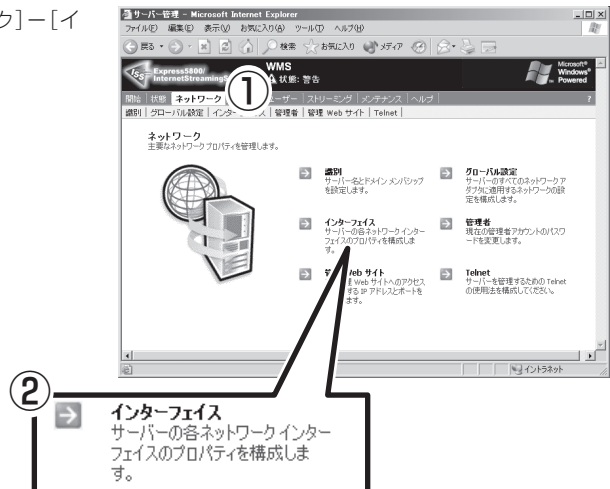 ク]－[イ
サーバー管理 - Microsoft Internet Explorer
ファイル(F) 編集(E) 表示(V) お気に入り(A) ツール(T) ヘルプ(H)
戻る 検索 お気に入り メディア
Express5800/
InternetStreamingS
WMS
状態: 警告
Microsoft®
Windows®
Powered
開始 状態 ネットワーク ーザー ストリーミング メンテナンス ヘルプ ?
① 
識別 グローバル設定 インター ス 管理者 管理 Web サイト Telnet
ネットワーク
主要なネットワーク プロパティを管理します。
識別
サーバー名とドメイン メンバシップ
を設定します。
グローバル設定
サーバーのすべてのネットワーク ア
ダプタに適用するネットワークの設
定を構成します。
インターフェイス
サーバーの各ネットワーク インター
フェイスのプロパティを構成しま
す。
管理者
現在の管理者アカウントのパスワ
ードを変更します。
Web サイト
Web サイトへのアクセス
する IP アドレスとポートを
ます。
Telnet
サーバーを管理するための Telnet
の使用法を構成してください。
イントラネット
②
インターフェイス
サーバーの各ネットワーク インター
フェイスのプロパティを構成しま
す。